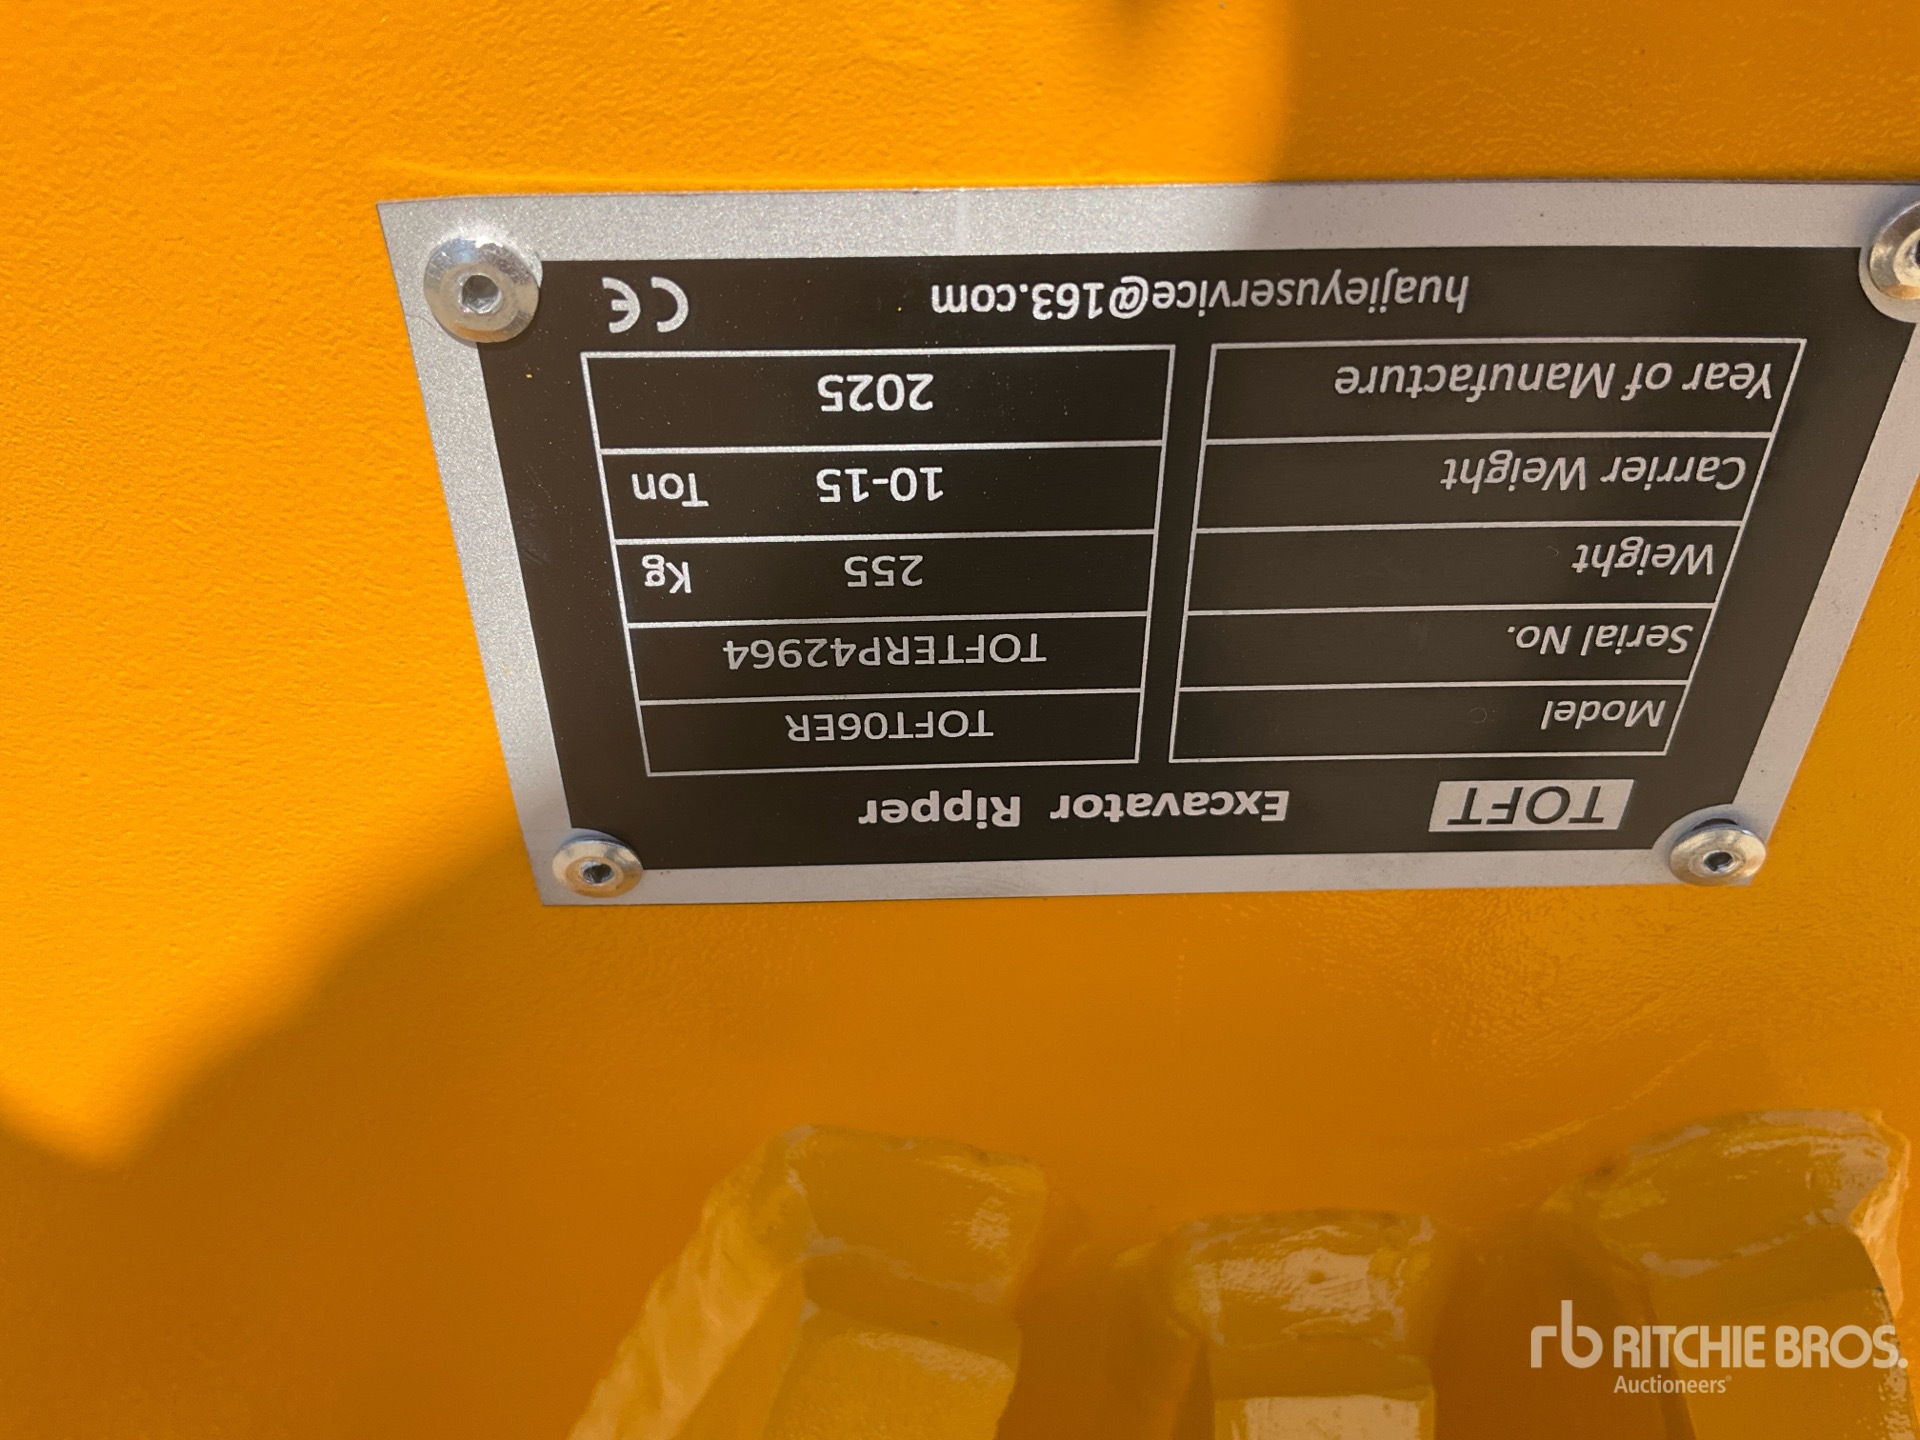 TOFT Excavator Ripper
Model TOFT06ER
Serial No. TOFTERP42964
Weight 255 Kg
Carrier Weight 10-15 Ton
Year of Manufacture 2025
huajieyuservice@163.com CE
rb RITCHIE BROS.
Auctioneers